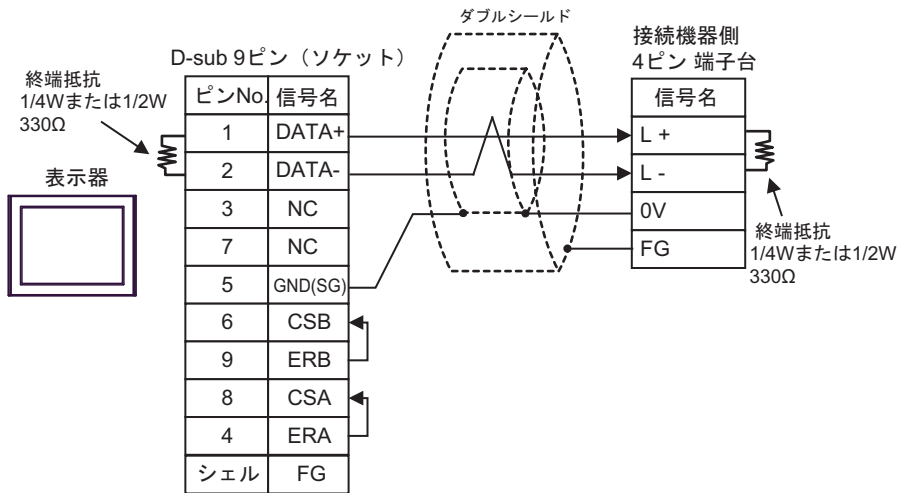 ダブルシールド
D-sub 9ピン（ソケット）
接続機器側
4ピン 端子台
終端抵抗
1/4Wまたは1/2W
330Ω
表示器
ピンNo. 信号名
1 DATA+
2 DATA-
3 NC
7 NC
5 GND(SG)
6 CSB
9 ERB
8 CSA
4 ERA
シェル FG
信号名
L +
L -
0V
FG
終端抵抗
1/4Wまたは1/2W
330Ω